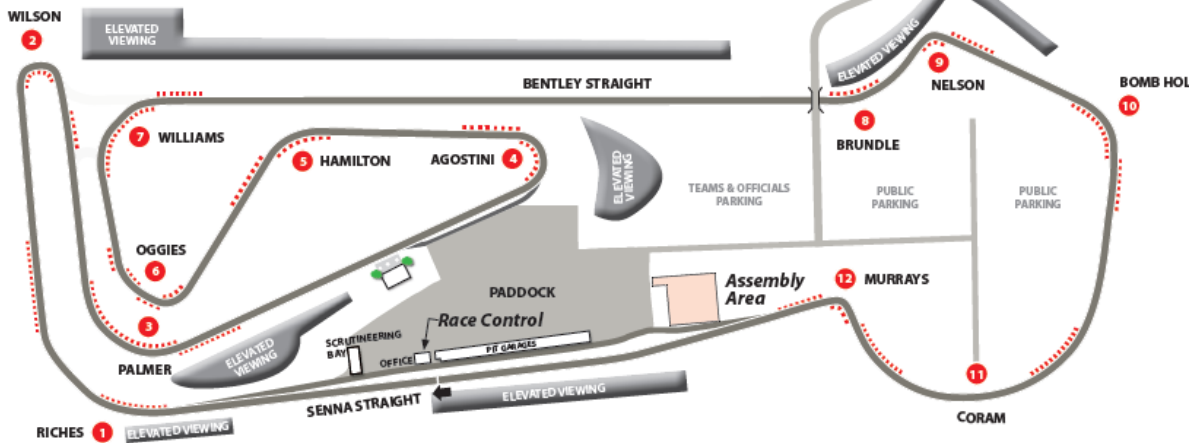 WILSON
2
ELEVATED
VIEWING
BENTLEY STRAIGHT
ELEVATED VIEWING
9
NELSON
BOMB HOL
10
7 WILLIAMS
5 HAMILTON
AGOSTINI 4
ELEVATED
VIEWING
8
BRUNDLE
TEAMS & OFFICIALS
PARKING
PUBLIC
PARKING
PUBLIC
PARKING
OGGIES
6
3
PALMER
ELEVATED
VIEWING
PADDOCK
Race Control
SCRUTINEERING
BAY
OFFICE
PIT GARAGES
Assembly
Area
12 MURRAYS
11
CORAM
SENNA STRAIGHT
ELEVATED VIEWING
RICHES 1
ELEVATED VIEWING